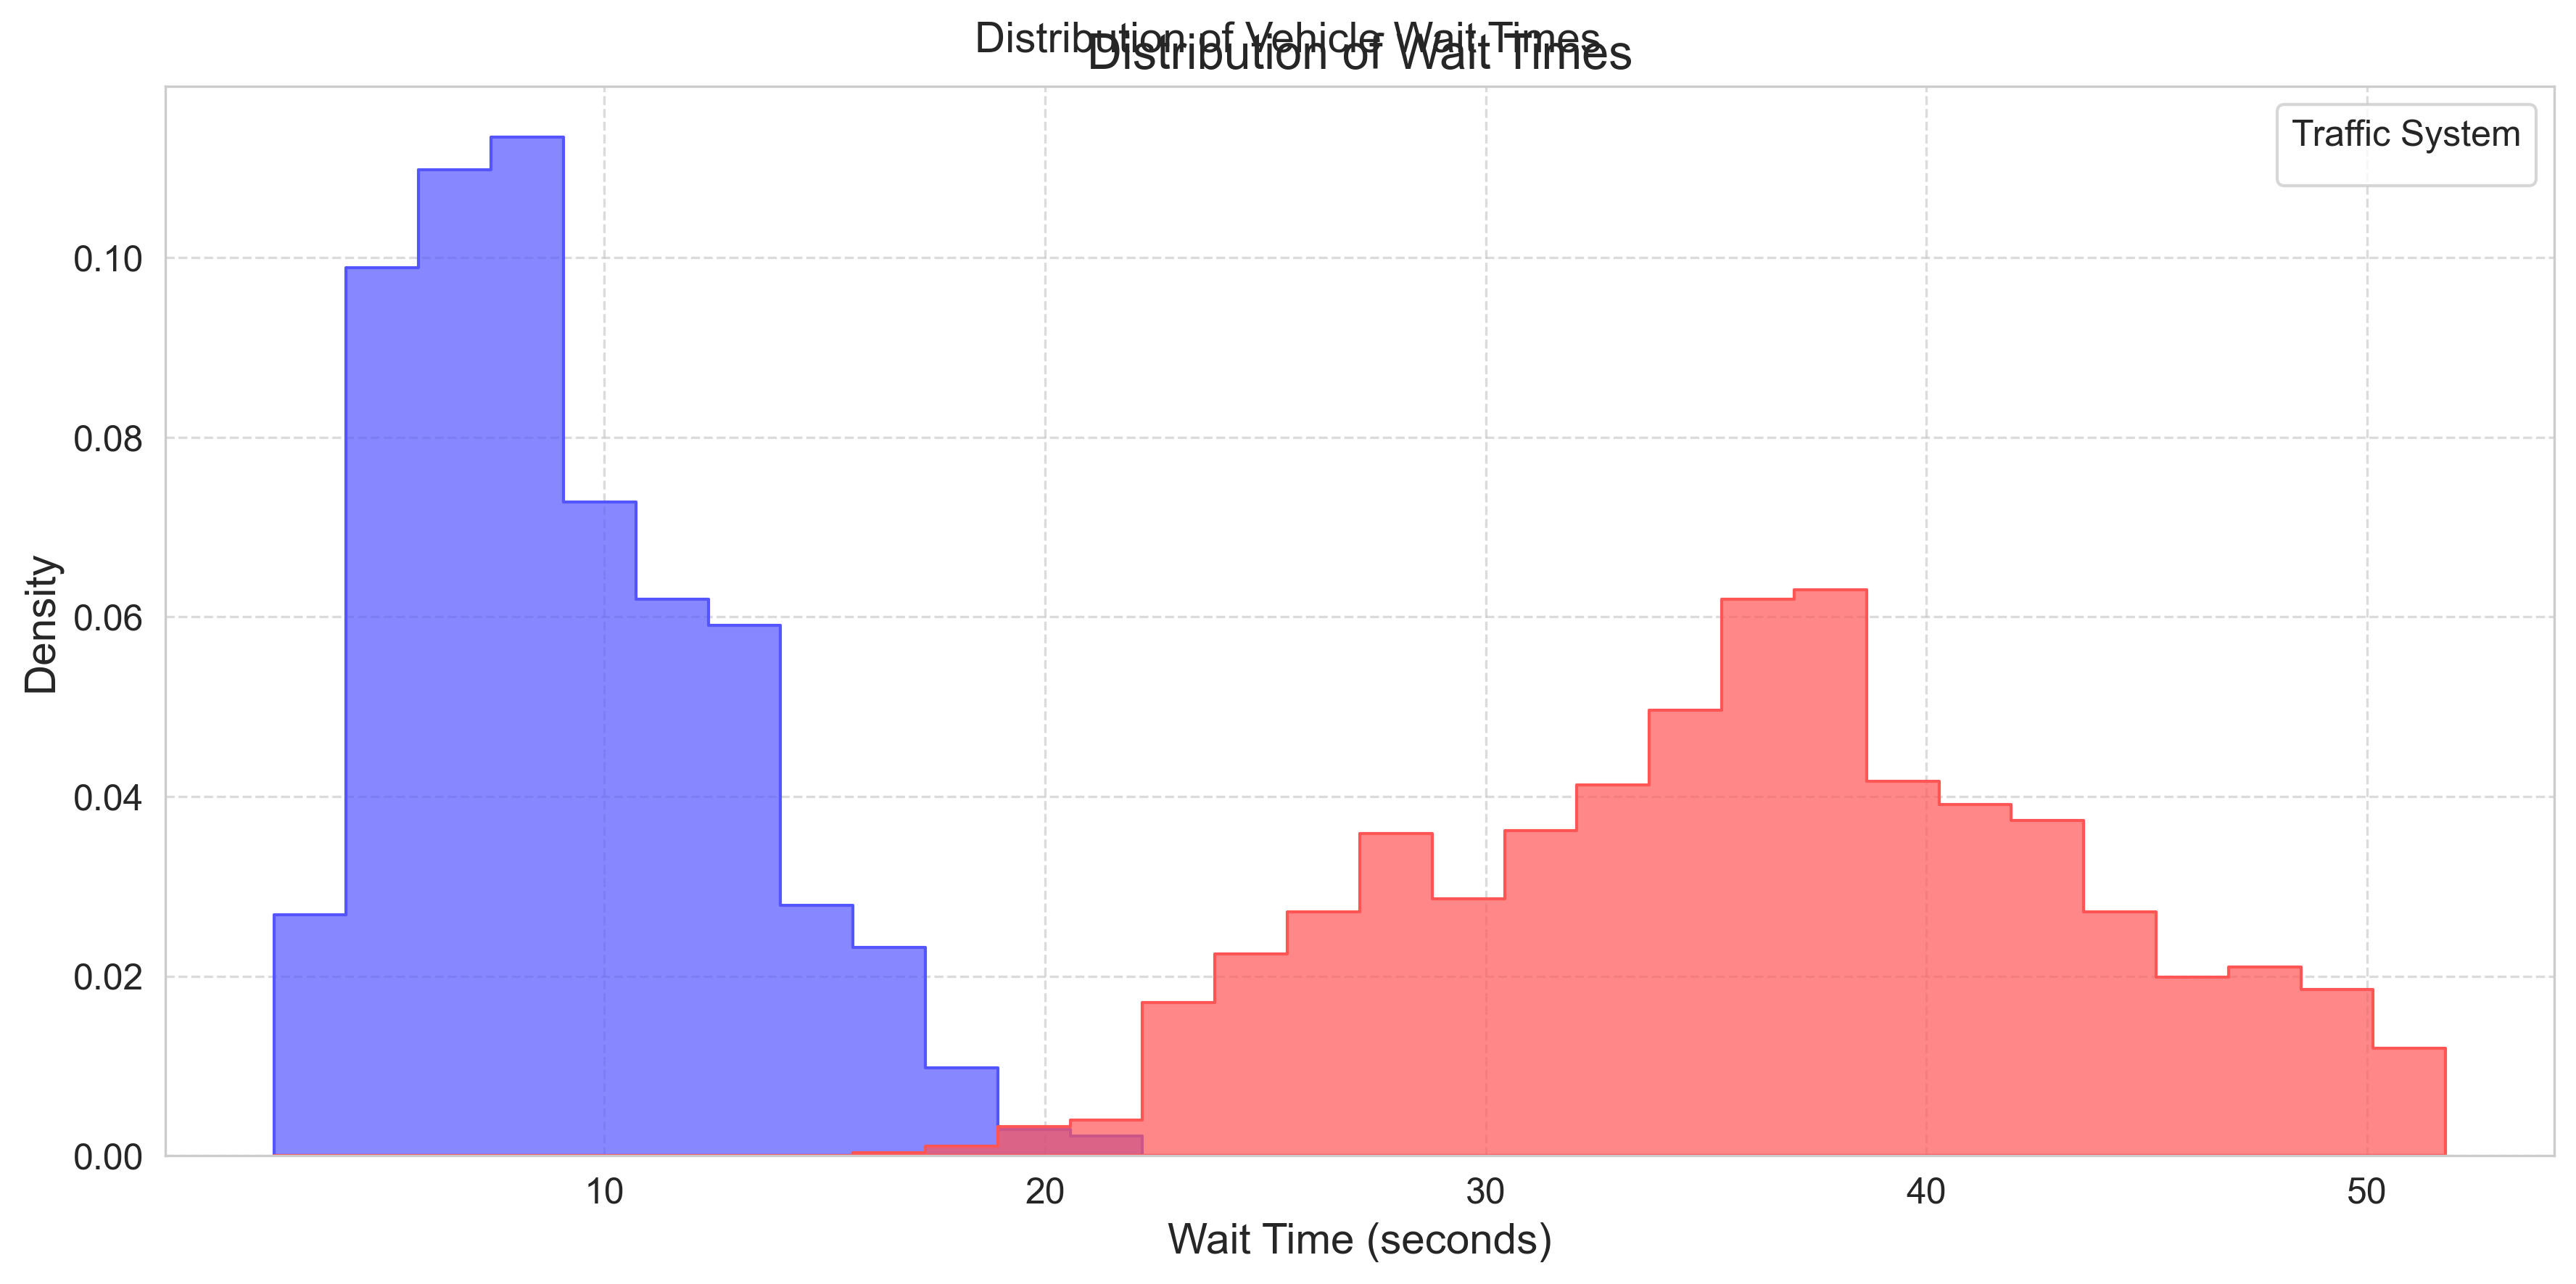 Distribution of Vehicle Wait Times
Distribution of Wait Times
Traffic System
Density
0.10
0.08
0.06
0.04
0.02
0.00
10 20 30 40 50
Wait Time (seconds)